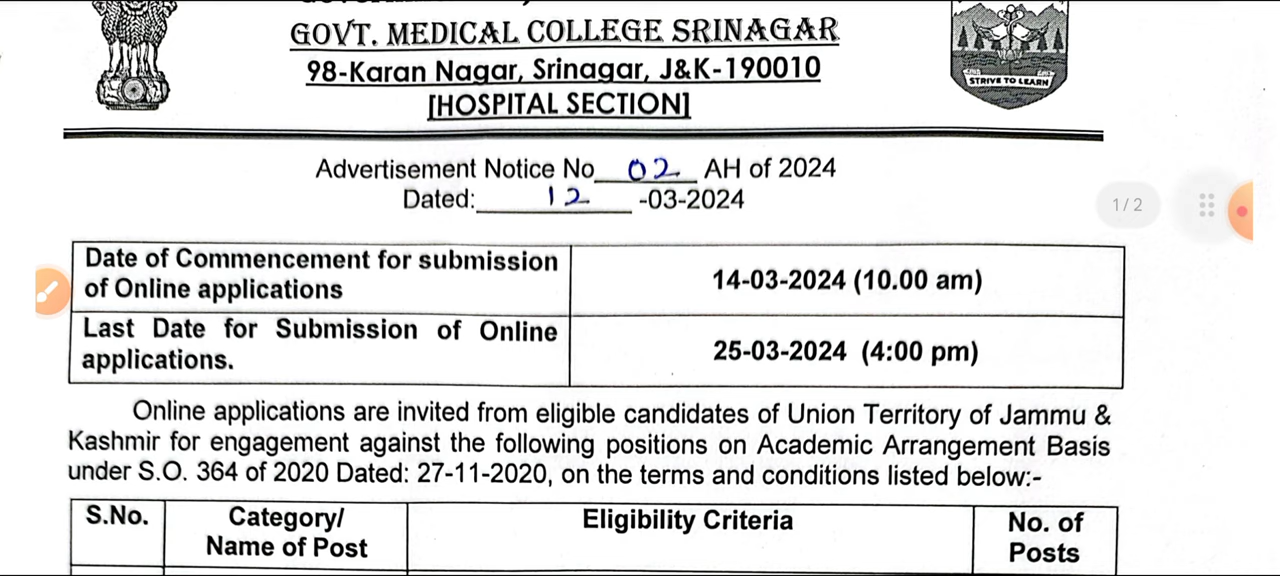 GOVT. MEDICAL COLLEGE SRINAGAR
98-Karan Nagar, Srinagar, J&K-190010
[HOSPITAL SECTION]
STRIVE TO LEARN
Advertisement Notice No 02 AH of 2024
Dated: 12 -03-2024
1/2
Date of Commencement for submission
of Online applications
14-03-2024 (10.00 am)
Last Date for Submission of Online
applications.
25-03-2024 (4:00 pm)
Online applications are invited from eligible candidates of Union Territory of Jammu &
Kashmir for engagement against the following positions on Academic Arrangement Basis
under S.O. 364 of 2020 Dated: 27-11-2020, on the terms and conditions listed below:-
S.No.
Category/
Name of Post
Eligibility Criteria
No. of
Posts